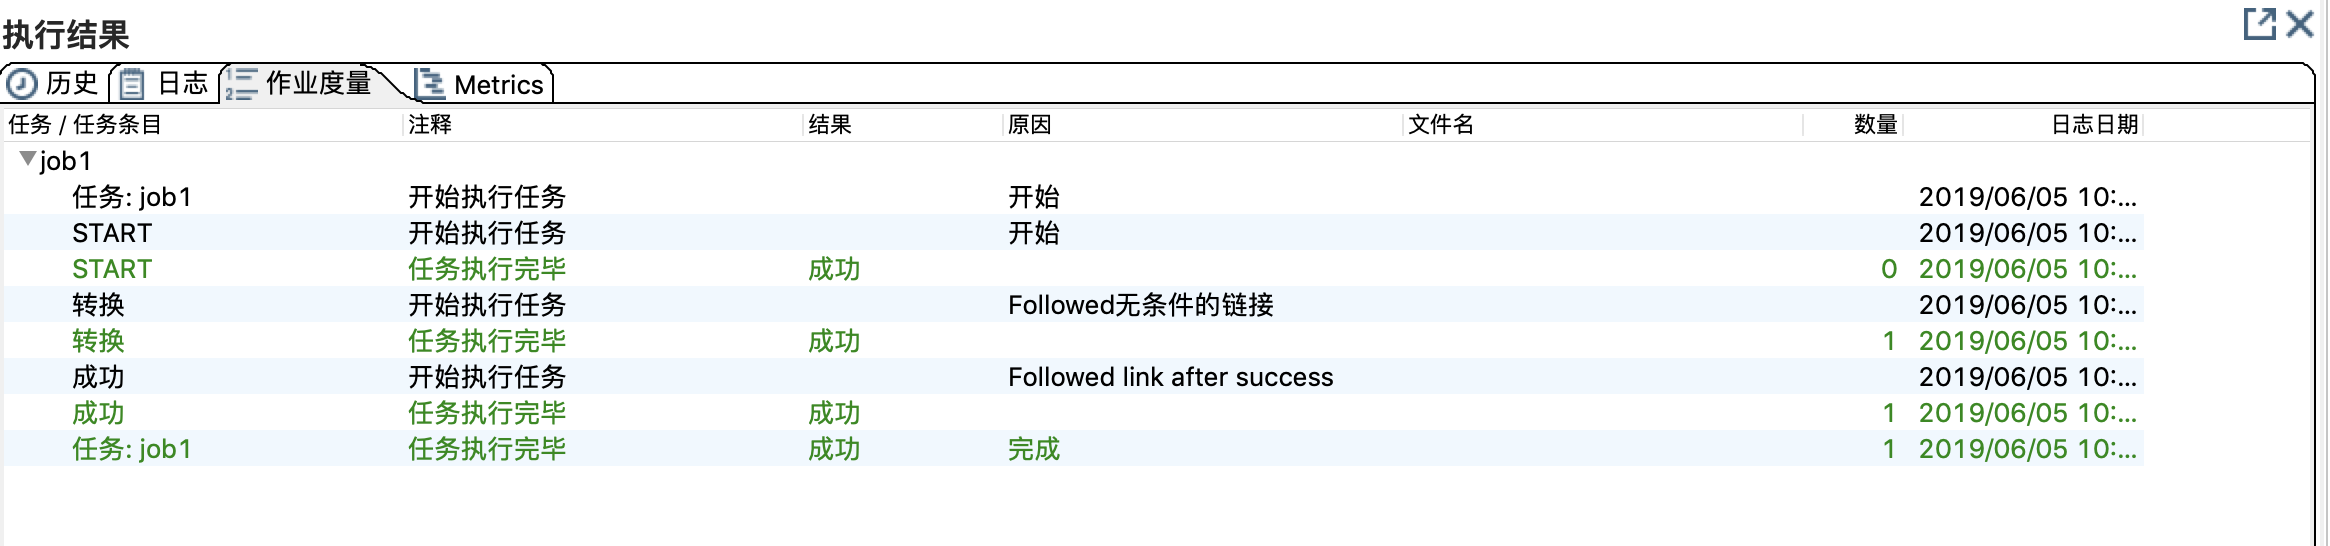 执行结果
历史 日志 作业度量 Metrics
任务 / 任务条目 注释 结果 原因 文件名 数量 日志日期
job1
任务: job1 开始执行任务 开始 2019/06/05 10:...
START 开始执行任务 开始 2019/06/05 10:...
START 任务执行完毕 成功 0 2019/06/05 10:...
转换 开始执行任务 Followed无条件的链接 2019/06/05 10:...
转换 任务执行完毕 成功 1 2019/06/05 10:...
成功 开始执行任务 Followed link after success 2019/06/05 10:...
成功 任务执行完毕 成功 1 2019/06/05 10:...
任务: job1 任务执行完毕 成功 完成 1 2019/06/05 10:...